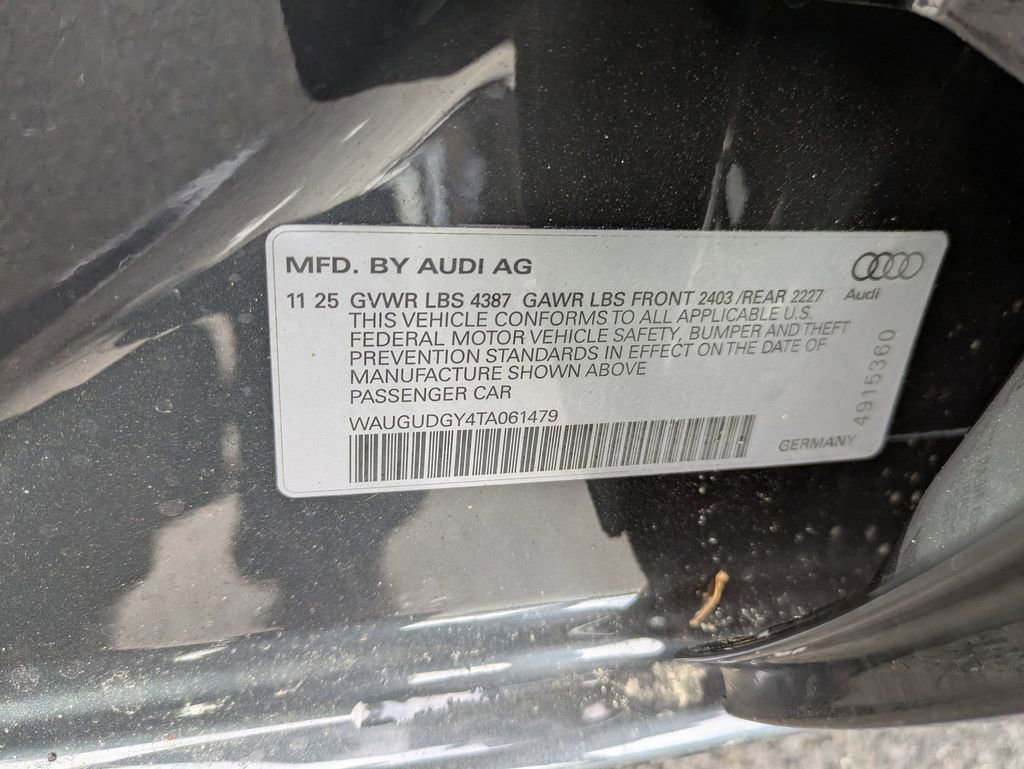 MFD. BY AUDI AG
11 25 GVWR LBS 4387 GAWR LBS FRONT 2403 /REAR 2227
Audi
THIS VEHICLE CONFORMS TO ALL APPLICABLE U.S.
FEDERAL MOTOR VEHICLE SAFETY, BUMPER AND THEFT
PREVENTION STANDARDS IN EFFECT ON THE DATE OF
MANUFACTURE SHOWN ABOVE
PASSENGER CAR
WAUGUDGY4TA061479
GERMANY
4915360